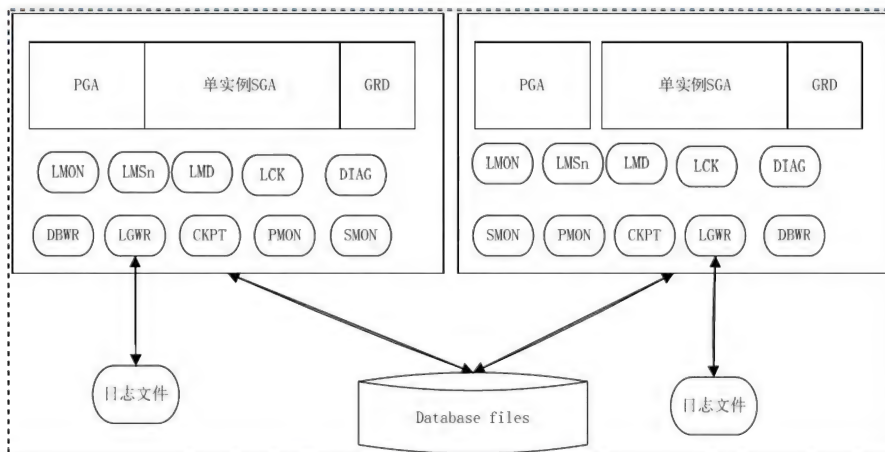 PGA 单实例SGA GRD PGA 单实例SGA GRD
LMON LMSn LMD LCK DIAG LMON LMSn LMD LCK DIAG
DBWR LGWR CKPT PMON SMON SMON PMON CKPT LGWR DBWR
日志文件 Database files 日志文件